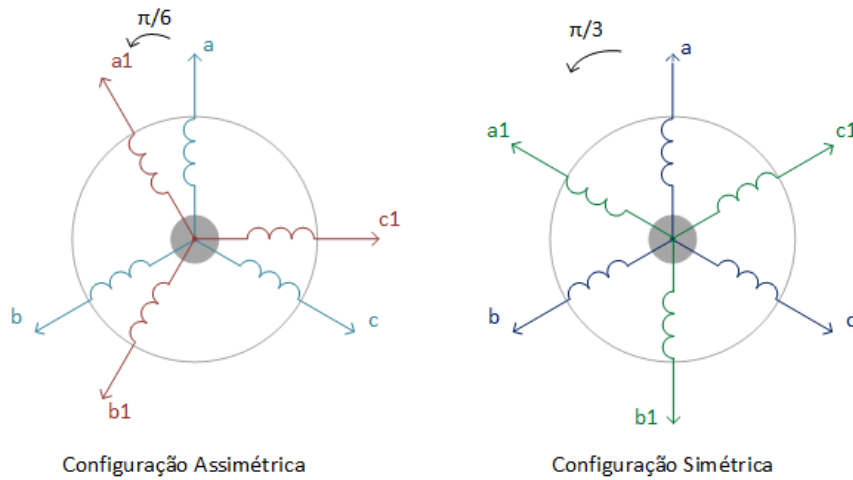 π/6
a
a1
c1
b
c
b1
Configuração Assimétrica
π/3
a
a1
c1
b
c
b1
Configuração Simétrica